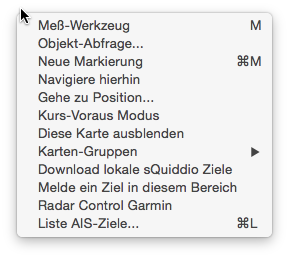 Meß-Werkzeug M
Objekt-Abfrage...
Neue Markierung ⌘M
Navigiere hierhin
Gehe zu Position...
Kurs-Voraus Modus
Diese Karte ausblenden
Karten-Gruppen ▶
Download lokale sQuiddio Ziele
Melde ein Ziel in diesem Bereich
Radar Control Garmin
Liste AIS-Ziele... ⌘L